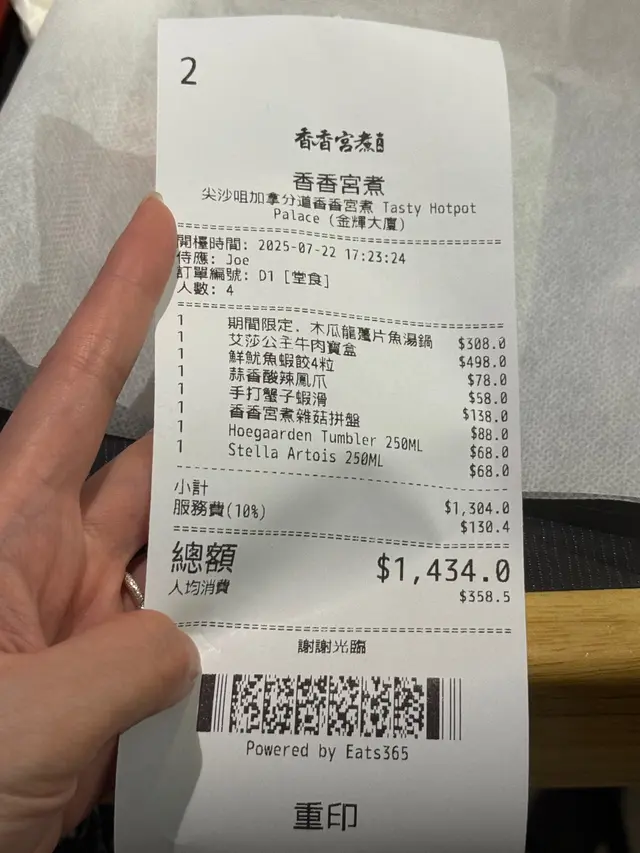 2
香香宮煮
香香宮煮
尖沙咀加拿分道香香宮煮 Tasty Hotpot
Palace (金輝大廈)
開檯時間: 2025-07-22 17:23:24
侍應: Joe
訂單編號: D1 [堂食]
人數: 4
1 期間限定. 木瓜龍躉片魚湯鍋 $308.0
1 艾莎公主牛肉寶盒 $498.0
1 鮮魷魚蝦餃4粒 $78.0
1 蒜香酸辣鳳爪 $58.0
1 手打蟹子蝦滑 $138.0
1 香香宮煮雜菇拼盤 $88.0
1 Hoegaarden Tumbler 250ML $68.0
1 Stella Artois 250ML $68.0
小計 $1,304.0
服務費(10%) $130.4
總額 $1,434.0
人均消費 $358.5
謝謝光臨
Powered by Eats365
重印